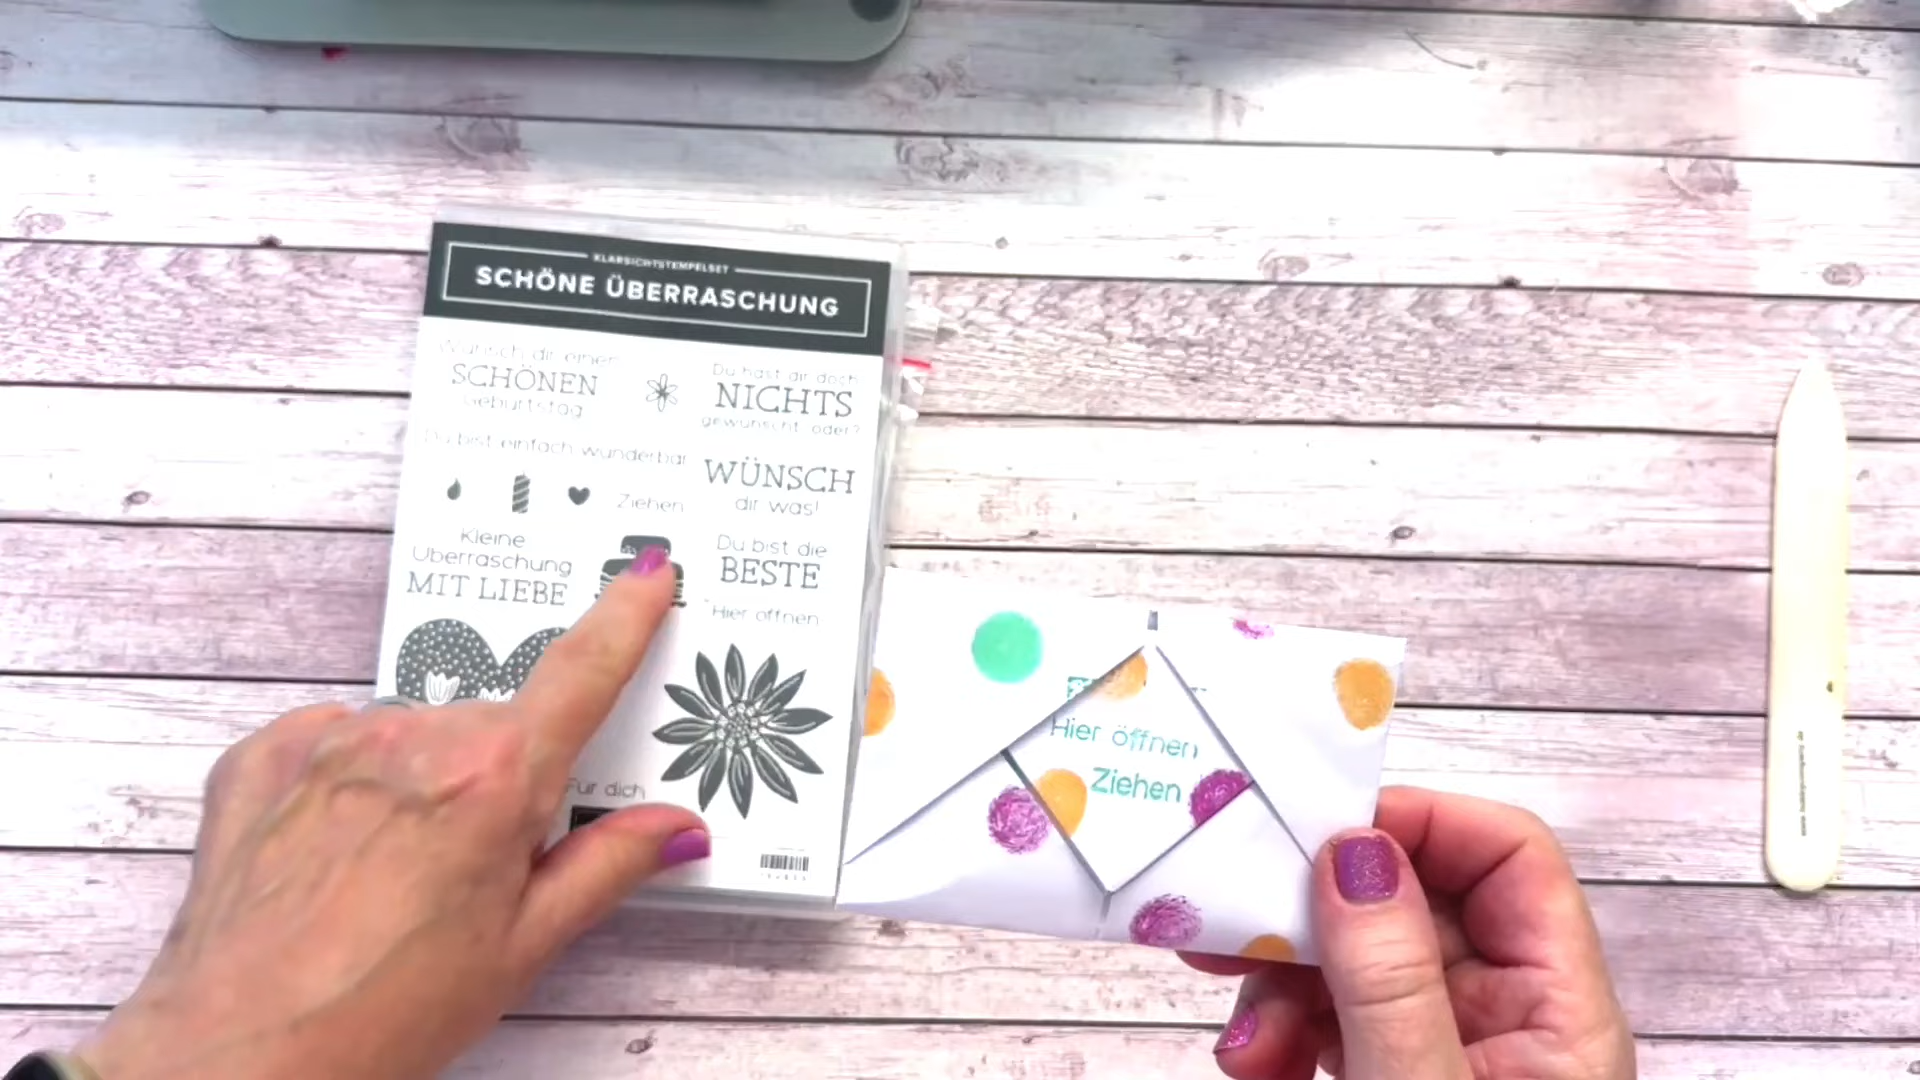 KLARSICHTSTEMPELSET
SCHÖNE ÜBERRASCHUNG
Wünsch dir einen
SCHÖNEN
Geburtstag
Du hast dir doch
NICHTS
gewünscht, oder?
Du bist einfach wunderbar
WÜNSCH
dir was!
Ziehen
Kleine
Überraschung
MIT LIEBE
Du bist die
BESTE
Hier öffnen
Für dich
Hier öffnen
Ziehen